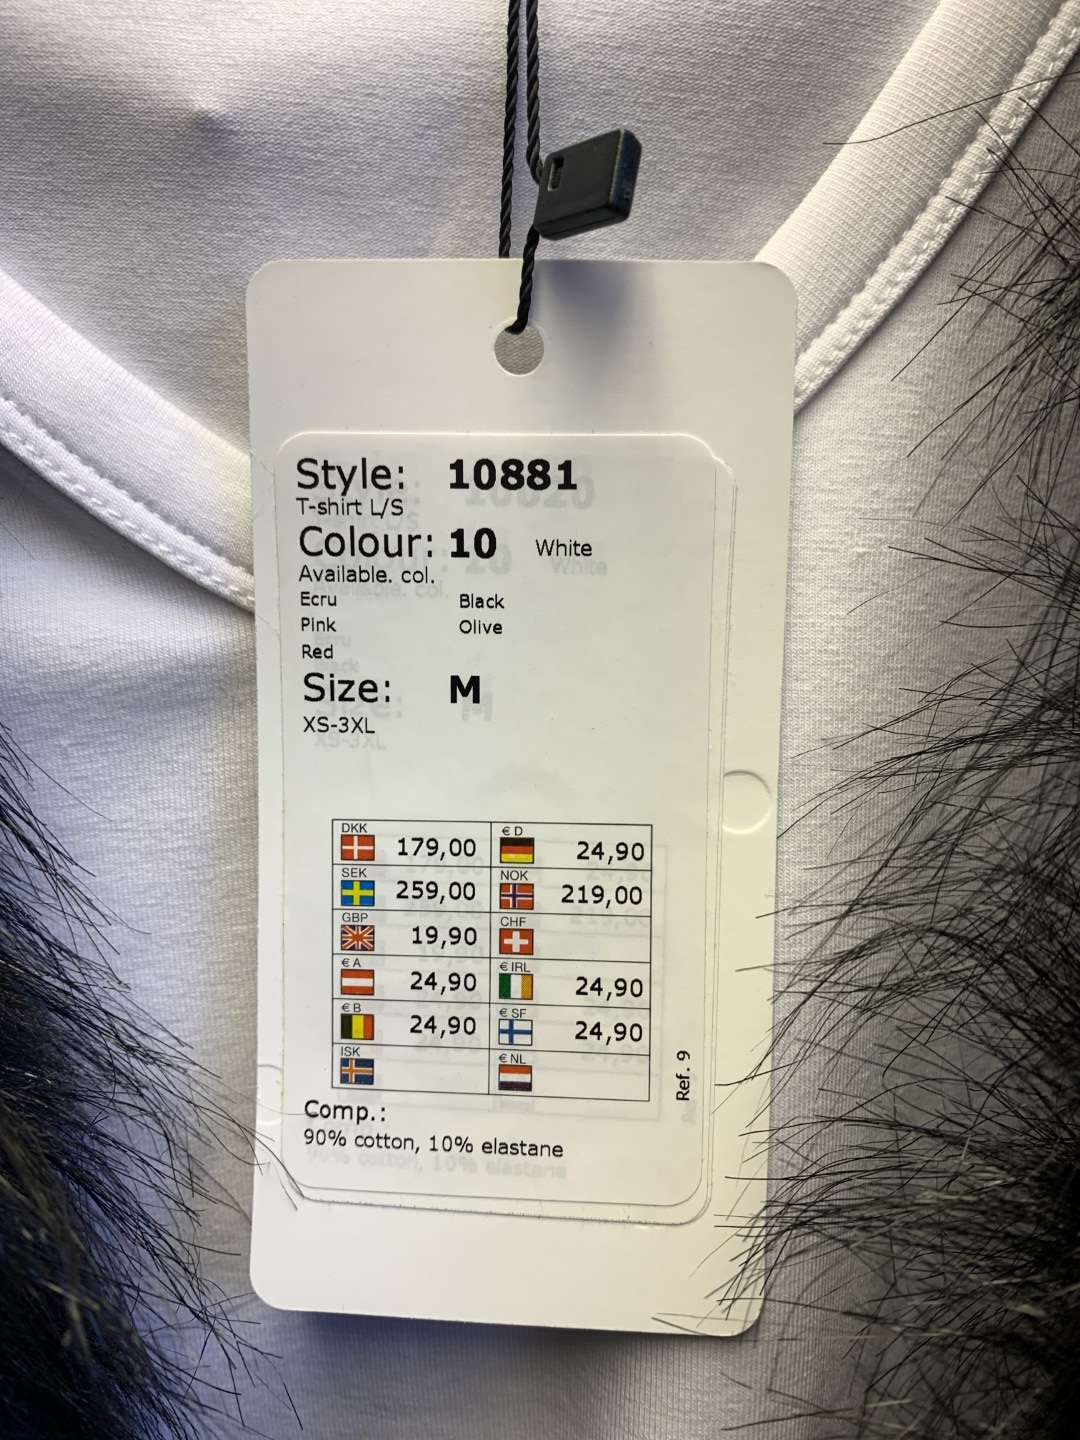 Style: 10881
T-shirt L/S
Colour: 10 White
Available. col.
Ecru Black
Pink Olive
Red
Size: M
XS-3XL
DKK 179,00 € D 24,90
SEK 259,00 NOK 219,00
GBP 19,90 CHF
€ A 24,90 € IRL 24,90
€ B 24,90 € SF 24,90
ISK € NL
Ref. 9
Comp.:
90% cotton, 10% elastane